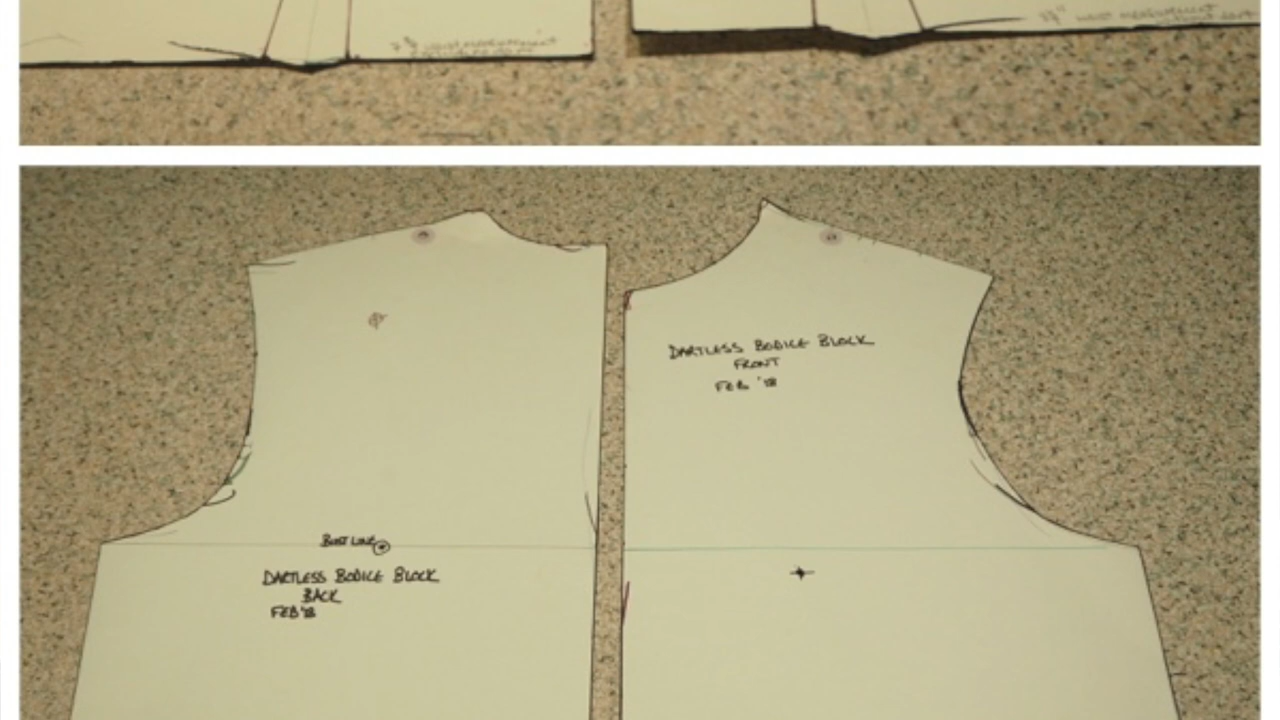 DARTLESS BODICE BLOCK
FRONT
FEB '18
BUST LINE
DARTLESS BODICE BLOCK
BACK
FEB '18